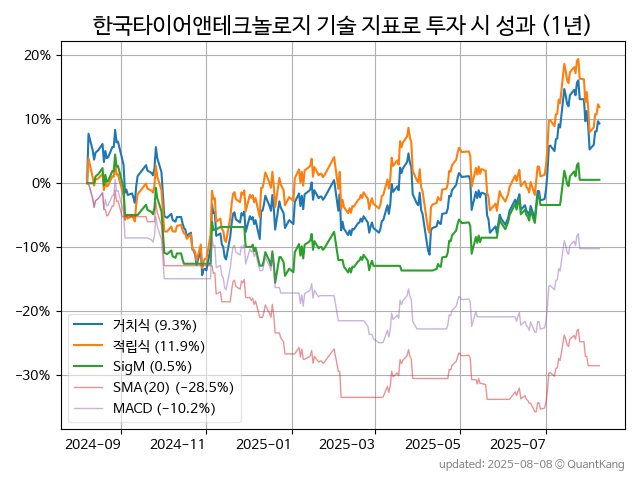 한국타이어앤테크놀로지 기술 지표로 투자 시 성과 (1년)
20%
10%
0%
−10%
−20%
−30%
거치식 (9.3%)
적립식 (11.9%)
SigM (0.5%)
SMA(20) (−28.5%)
MACD (−10.2%)
2024-09 2024-11 2025-01 2025-03 2025-05 2025-07
updated: 2025-08-08 © QuantKang